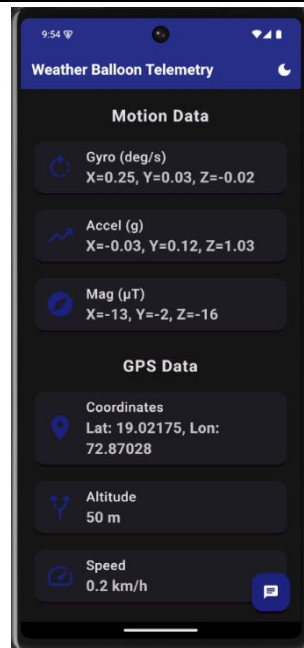 9:54
Weather Balloon Telemetry
Motion Data
Gyro (deg/s)
X=0.25, Y=0.03, Z=-0.02
Accel (g)
X=-0.03, Y=0.12, Z=1.03
Mag (µT)
X=-13, Y=-2, Z=-16
GPS Data
Coordinates
Lat: 19.02175, Lon:
72.87028
Altitude
50 m
Speed
0.2 km/h